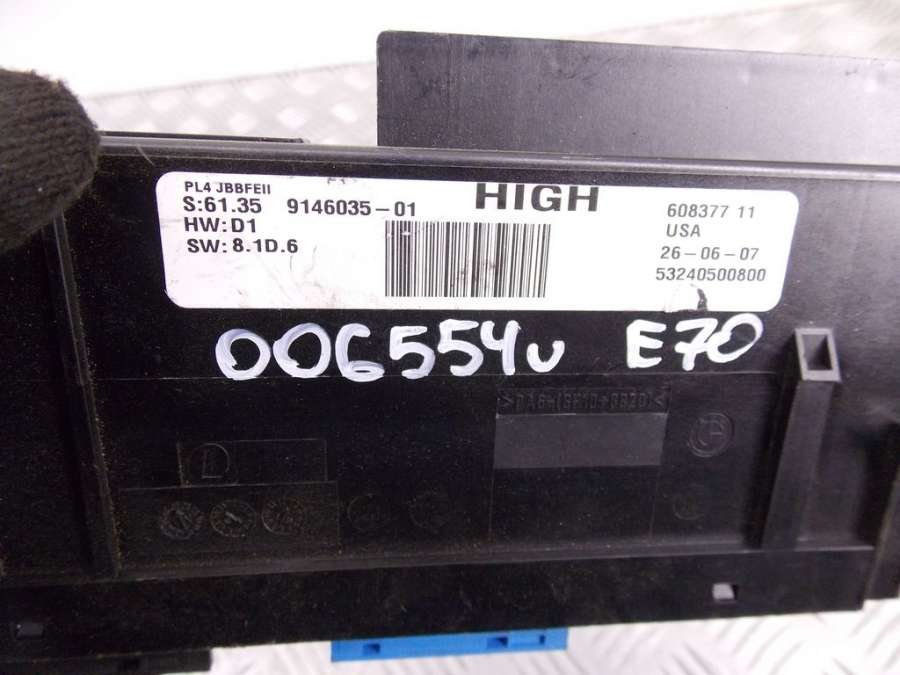 PL4 JBBFEII
HIGH
S:61.35 9146035-01
608377 11
HW:D1
USA
SW: 8.1D.6
26-06-07
53240500800
006554u E70